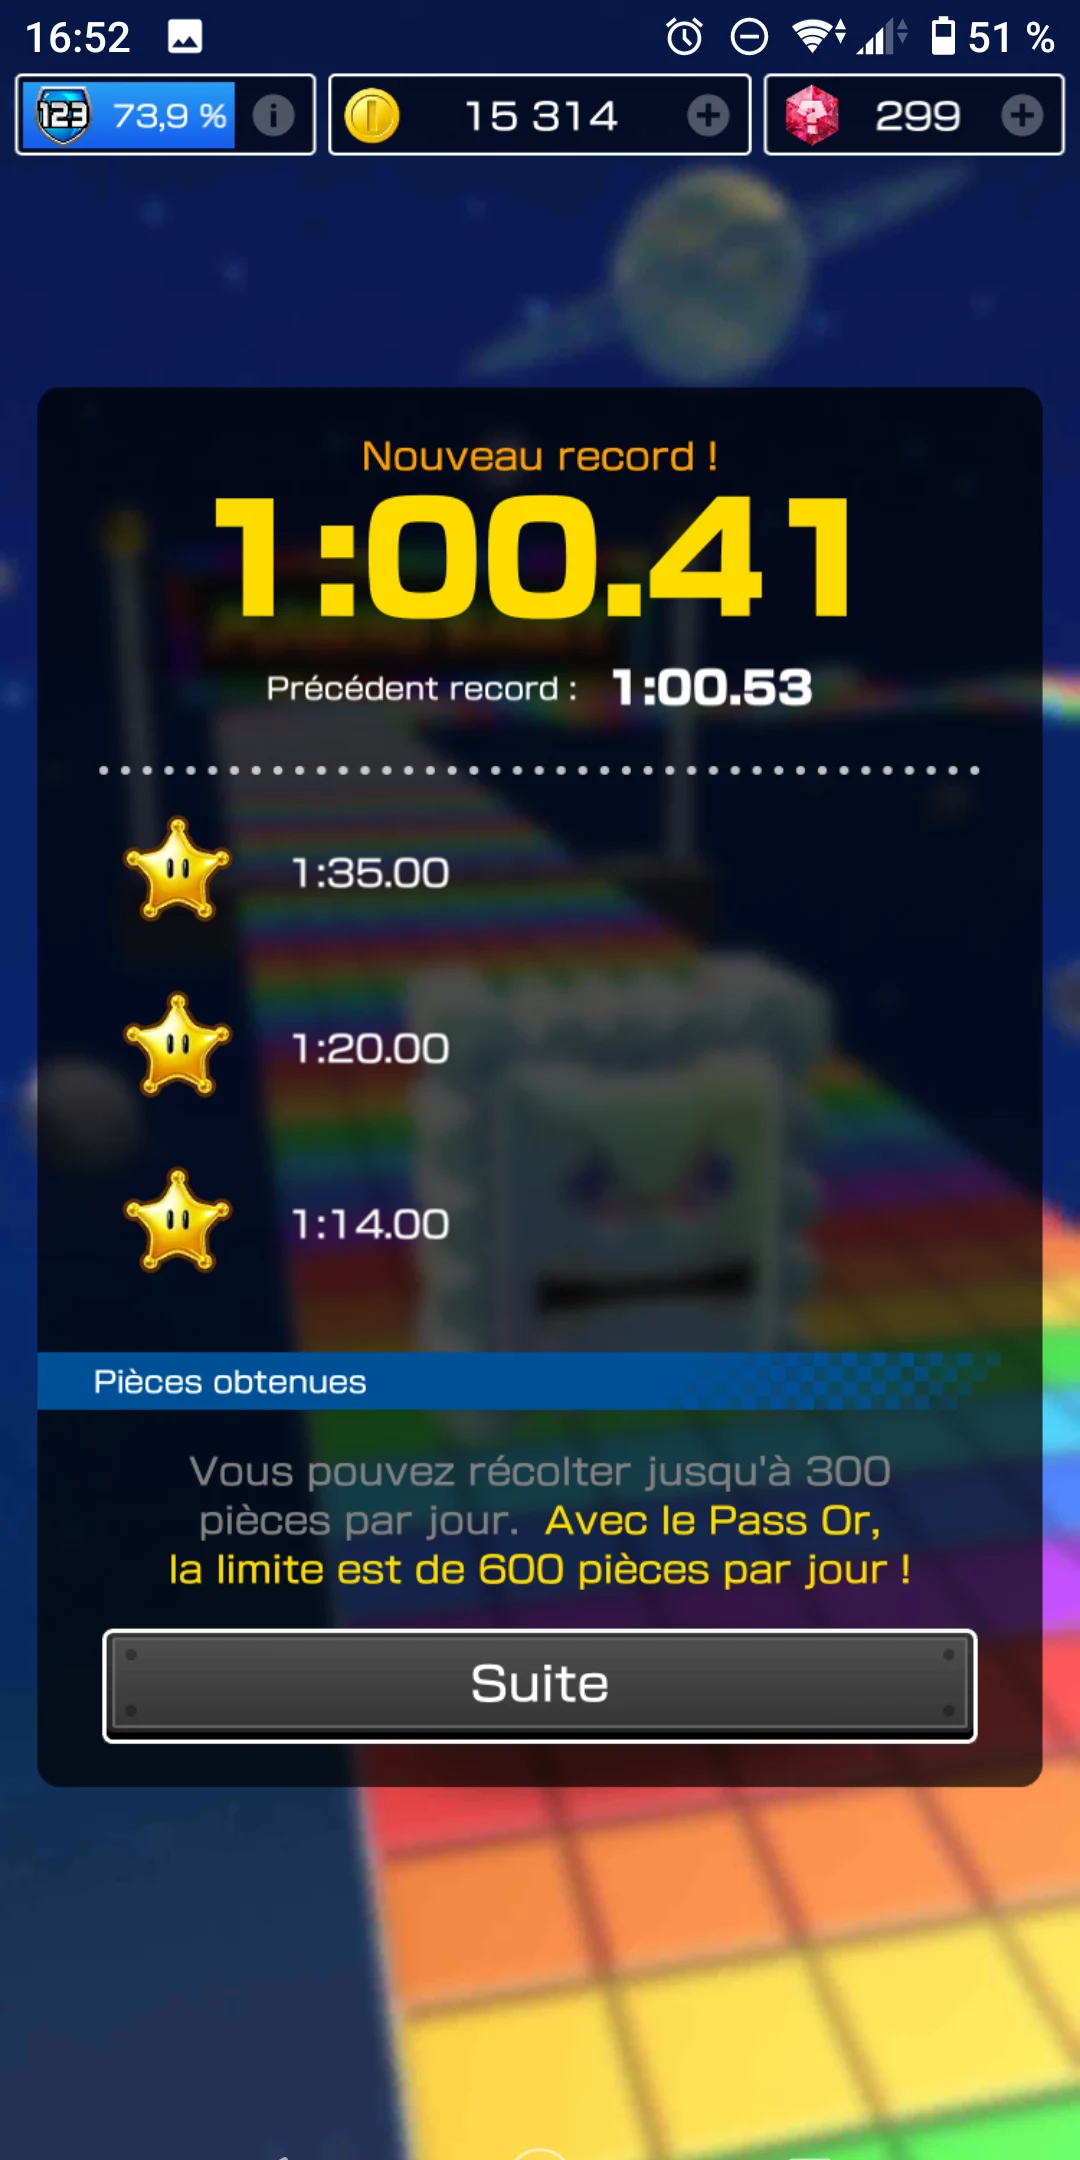 16:52 51 %
123 73,9 % i 15 314 + 299 +
Nouveau record !
1:00.41
Précédent record : 1:00.53
1:35.00
1:20.00
1:14.00
Pièces obtenues
Vous pouvez récolter jusqu'à 300
pièces par jour. Avec le Pass Or,
la limite est de 600 pièces par jour !
Suite